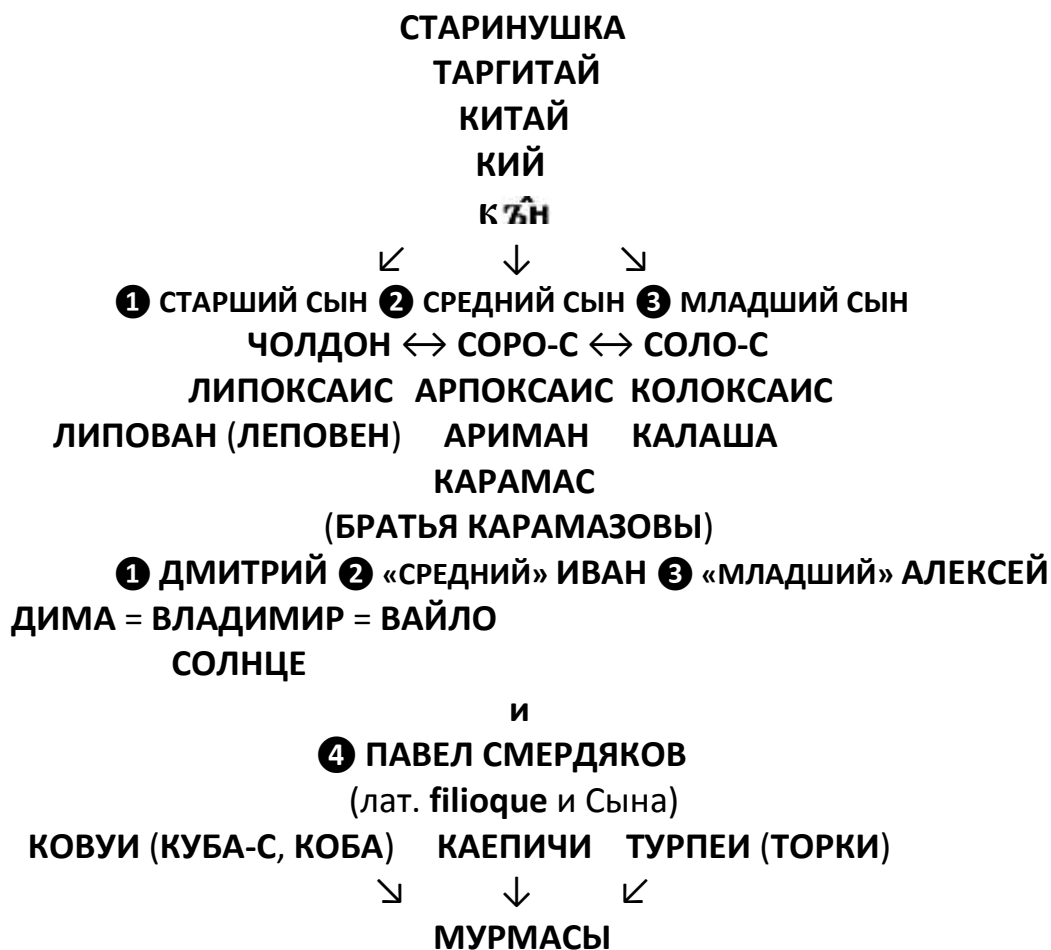 СТАРИНУШКА
ТАРГИТАЙ
КИТАЙ
КИЙ
↙ ↓ ↘
❶ СТАРШИЙ СЫН ❷ СРЕДНИЙ СЫН ❸ МЛАДШИЙ СЫН
ЧОЛДОН ↔ СОРО-С ↔ СОЛО-С
ЛИПОКСАИС АРПОКСАИС КОЛОКСАИС
ЛИПОВАН (ЛЕПОВЕН) АРИМАН КАЛАША
КАРАМАС
(БРАТЬЯ КАРАМАЗОВЫ)
❶ ДМИТРИЙ ❷ «СРЕДНИЙ» ИВАН ❸ «МЛАДШИЙ» АЛЕКСЕЙ
ДИМА = ВЛАДИМИР = ВАЙЛО
СОЛНЦЕ
и
❹ ПАВЕЛ СМЕРДЯКОВ
(лат. filioque и Сына)
КОВУИ (КУБА-С, КОБА) КАЕПИЧИ ТУРПЕИ (ТОРКИ)
↘ ↓ ↙
МУРМАСЫ